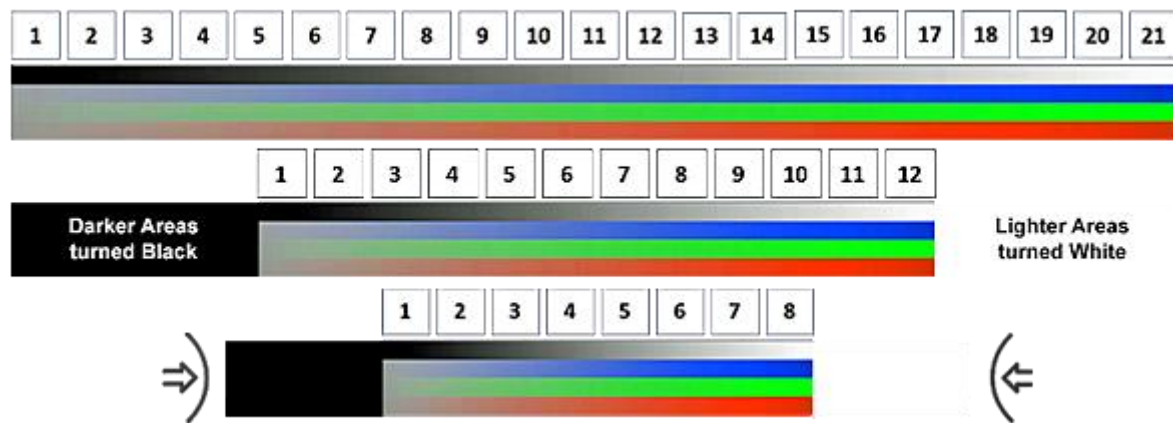 1 2 3 4 5 6 7 8 9 10 11 12 13 14 15 16 17 18 19 20 21
1 2 3 4 5 6 7 8 9 10 11 12
Darker Areas
turned Black
Lighter Areas
turned White
1 2 3 4 5 6 7 8